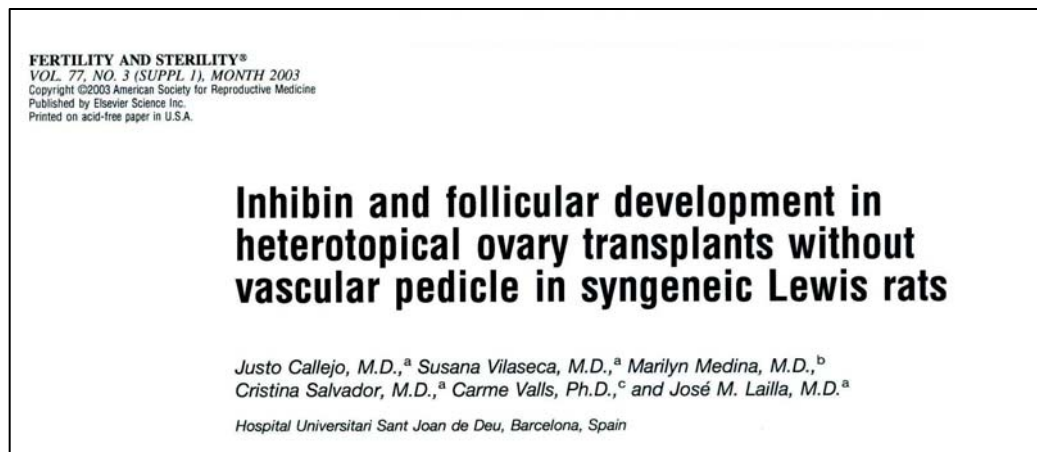 FERTILITY AND STERILITY®
VOL. 77, NO. 3 (SUPPL 1), MONTH 2003
Copyright ©2003 American Society for Reproductive Medicine
Published by Elsevier Science Inc.
Printed on acid-free paper in U.S.A.
Inhibin and follicular development in
heterotopical ovary transplants without
vascular pedicle in syngeneic Lewis rats
Justo Callejo, M.D.,ᵃ Susana Vilaseca, M.D.,ᵃ Marilyn Medina, M.D.,ᵇ
Cristina Salvador, M.D.,ᵃ Carme Valls, Ph.D.,ᶜ and José M. Lailla, M.D.ᵃ
Hospital Universitari Sant Joan de Deu, Barcelona, Spain